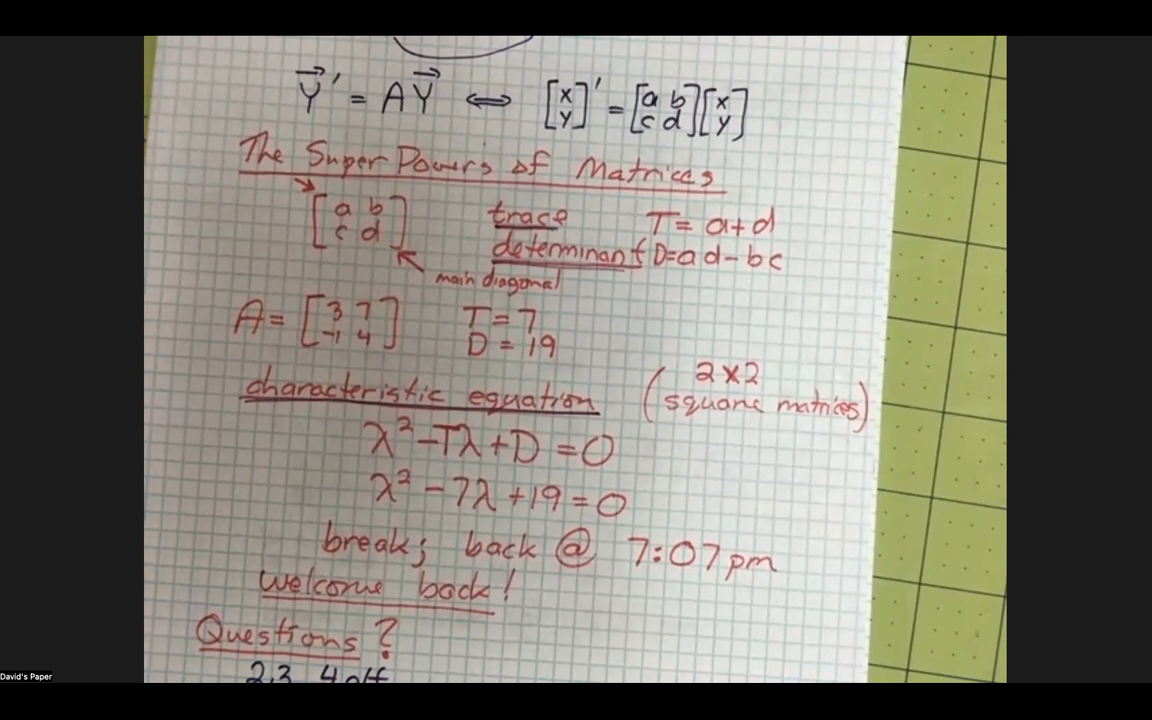 Y' = AY ⟺ [x y]' = [a b c d][x y]
The Super Powers of Matrices
[a b trace T = a+d
c d] determinant D=ad-bc
main diagonal
A = [3 7 T = 7
-1 4] D = 19
characteristic equation (2x2
square matrices)
λ² - Tλ + D = 0
λ² - 7λ + 19 = 0
break; back @ 7:07pm
welcome back!
Questions?
David's Paper